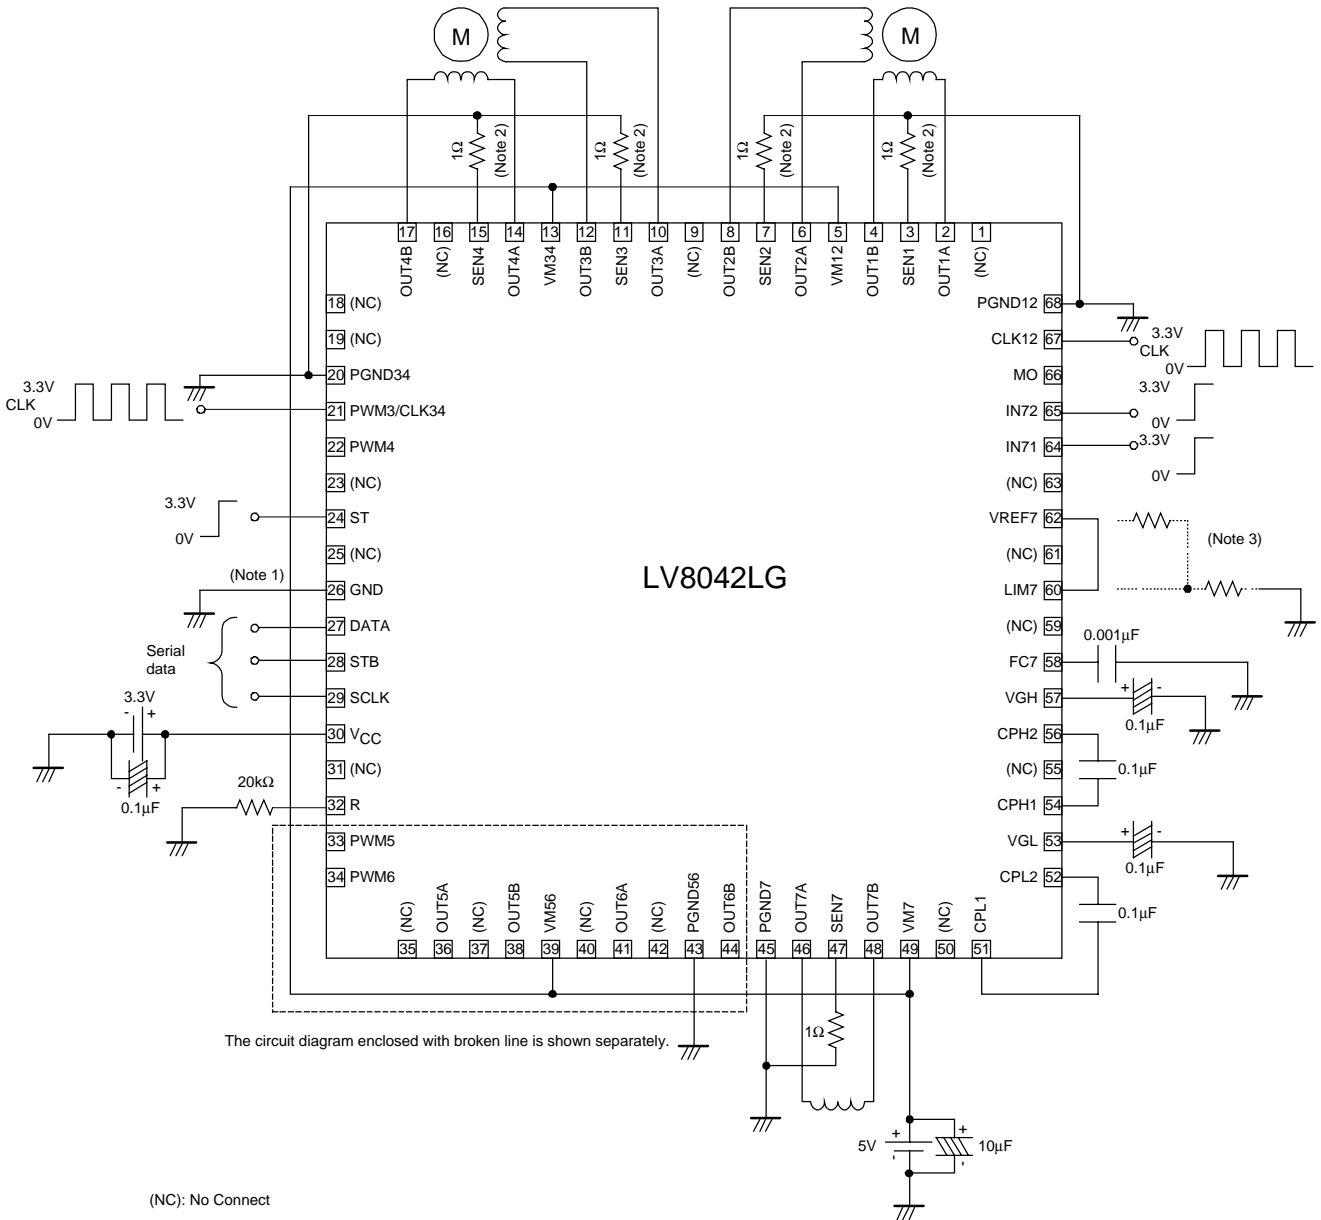 M
M
1Ω
(Note 2)
1Ω
(Note 2)
1Ω
(Note 2)
1Ω
(Note 2)
17 16 15 14 13 12 11 10 9 8 7 6 5 4 3 2 1
OUT4B
(NC)
SEN4
OUT4A
VM34
OUT3B
SEN3
OUT3A
(NC)
OUT2B
SEN2
OUT2A
VM12
OUT1B
SEN1
OUT1A
(NC)
18 (NC)
19 (NC)
20 PGND34
3.3V
CLK
0V
21 PWM3/CLK34
22 PWM4
23 (NC)
3.3V
0V
24 ST
25 (NC)
(Note 1)
26 GND
Serial
data
27 DATA
28 STB
29 SCLK
3.3V
- +
30 VCC
- +
0.1μF
31 (NC)
20kΩ
32 R
33 PWM5
34 PWM6
LV8042LG
PGND12 68
CLK12 67
3.3V
CLK
0V
MO 66
3.3V
IN72 65
0V
IN71 64
3.3V
0V
(NC) 63
VREF7 62
(Note 3)
(NC) 61
LIM7 60
(NC) 59
0.001μF
FC7 58
VGH 57
+ -
0.1μF
CPH2 56
(NC) 55
0.1μF
CPH1 54
VGL 53
+ -
0.1μF
CPL2 52
0.1μF
(NC)
OUT5A
(NC)
OUT5B
VM56
(NC)
OUT6A
(NC)
PGND56
OUT6B
PGND7
OUT7A
SEN7
OUT7B
VM7
(NC)
CPL1
35 36 37 38 39 40 41 42 43 44 45 46 47 48 49 50 51
The circuit diagram enclosed with broken line is shown separately.
1Ω
5V
+
-
+
-
10μF
(NC): No Connect